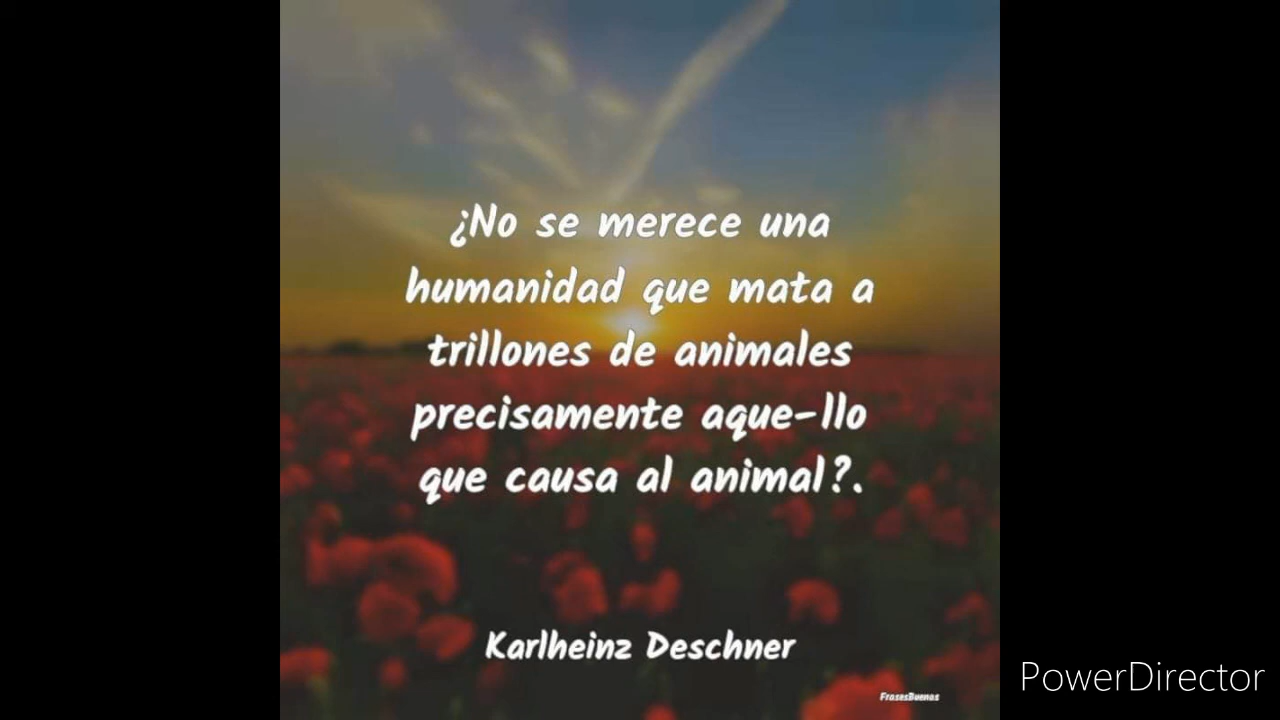 ¿No se merece una
humanidad que mata a
trillones de animales
precisamente aque-llo
que causa al animal?.
Karlheinz Deschner
FrasesBuenas
PowerDirector